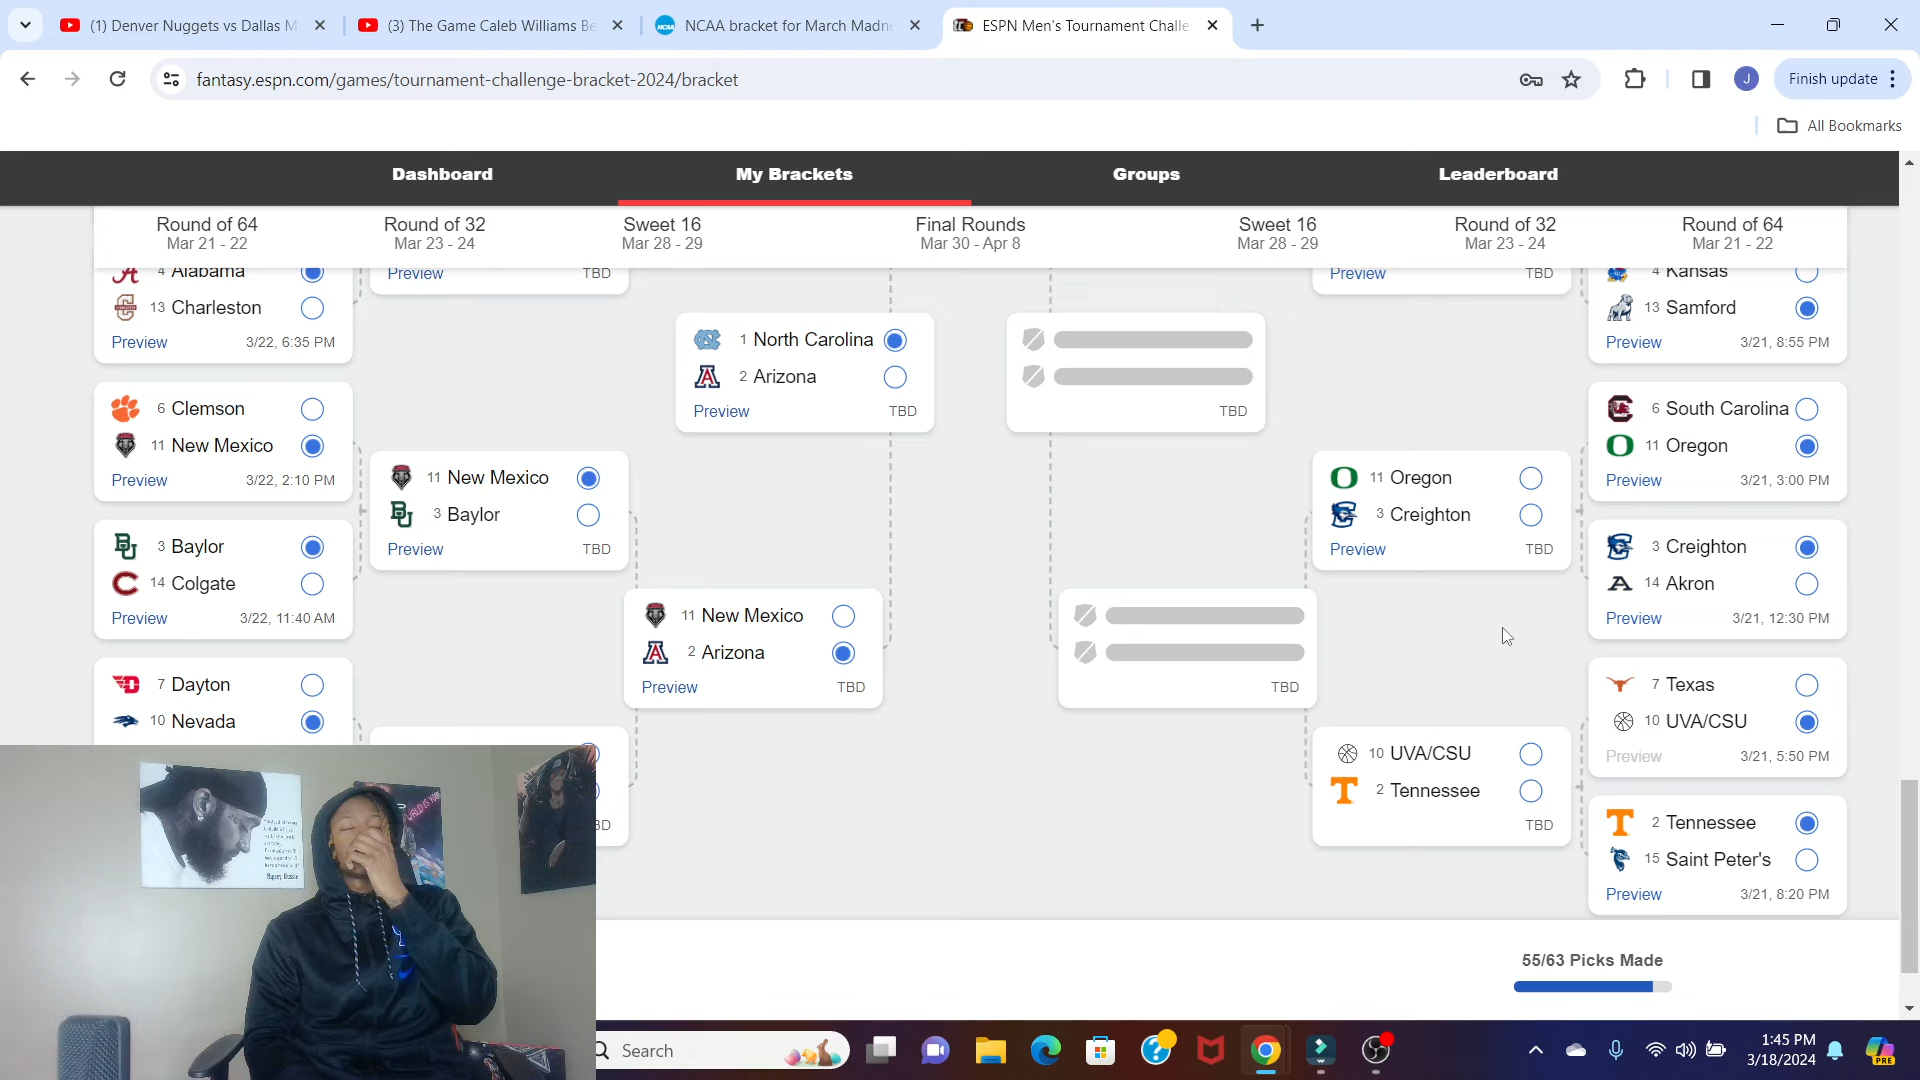 (1) Denver Nuggets vs Dallas M
(3) The Game Caleb Williams Be
NCAA bracket for March Madne
ESPN Men's Tournament Challe
fantasy.espn.com/games/tournament-challenge-bracket-2024/bracket
J
Finish update
All Bookmarks
Dashboard
My Brackets
Groups
Leaderboard
Round of 64
Mar 21 - 22
Round of 32
Mar 23 - 24
Sweet 16
Mar 28 - 29
Final Rounds
Mar 30 - Apr 8
Sweet 16
Mar 28 - 29
Round of 32
Mar 23 - 24
Round of 64
Mar 21 - 22
4 Alabama
13 Charleston
Preview 3/22, 6:35 PM
6 Clemson
11 New Mexico
Preview 3/22, 2:10 PM
3 Baylor
14 Colgate
Preview 3/22, 11:40 AM
7 Dayton
10 Nevada
Preview TBD
11 New Mexico
3 Baylor
Preview TBD
BD
1 North Carolina
2 Arizona
Preview TBD
11 New Mexico
2 Arizona
Preview TBD
TBD
TBD
Preview TBD
11 Oregon
3 Creighton
Preview TBD
10 UVA/CSU
2 Tennessee
TBD
4 Kansas
13 Samford
Preview 3/21, 8:55 PM
6 South Carolina
11 Oregon
Preview 3/21, 3:00 PM
3 Creighton
14 Akron
Preview 3/21, 12:30 PM
7 Texas
10 UVA/CSU
Preview 3/21, 5:50 PM
2 Tennessee
15 Saint Peter's
Preview 3/21, 8:20 PM
55/63 Picks Made
Search
1:45 PM
3/18/2024
PRE